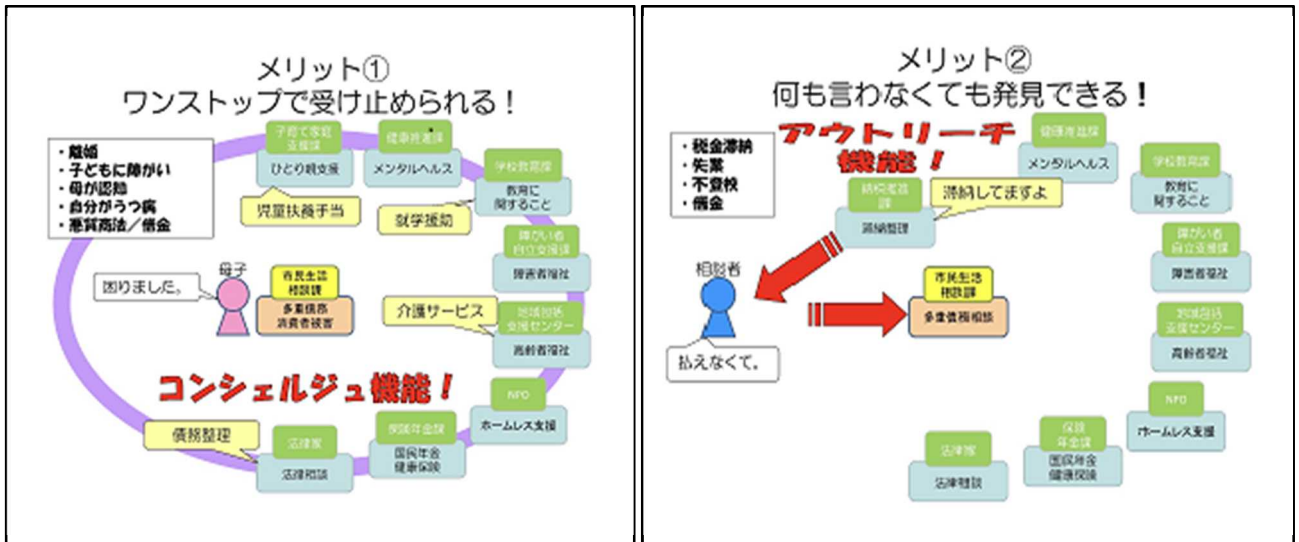 メリット①
ワンストップで受け止められる！
・離婚
・子どもに障がい
・母が認知
・自分がうつ病
・悪質商法／借金
子育て家庭
支援課
ひとり親支援
児童扶養手当
健康推進課
メンタルヘルス
学校教育課
教育に
関すること
就学援助
障がい者
自立支援課
障害者福祉
困りました。
母子
市民生活
相談課
多重債務
消費者被害
介護サービス
地域包括
支援センター
高齢者福祉
コンシェルジュ機能！
NPO
ホームレス支援
債務整理
法律家
法律相談
保険年金課
国民年金
健康保険
メリット②
何も言わなくても発見できる！
・税金滞納
・失業
・不登校
・借金
アウトリーチ
機能！
健康推進課
メンタルヘルス
学校教育課
教育に
関すること
納税推進
課
滞納整理
滞納してますよ
障がい者
自立支援課
障害者福祉
相談者
市民生活
相談課
多重債務相談
地域包括
支援センター
高齢者福祉
払えなくて。
NPO
ホームレス支援
法律家
法律相談
保険
年金課
国民年金
健康保険